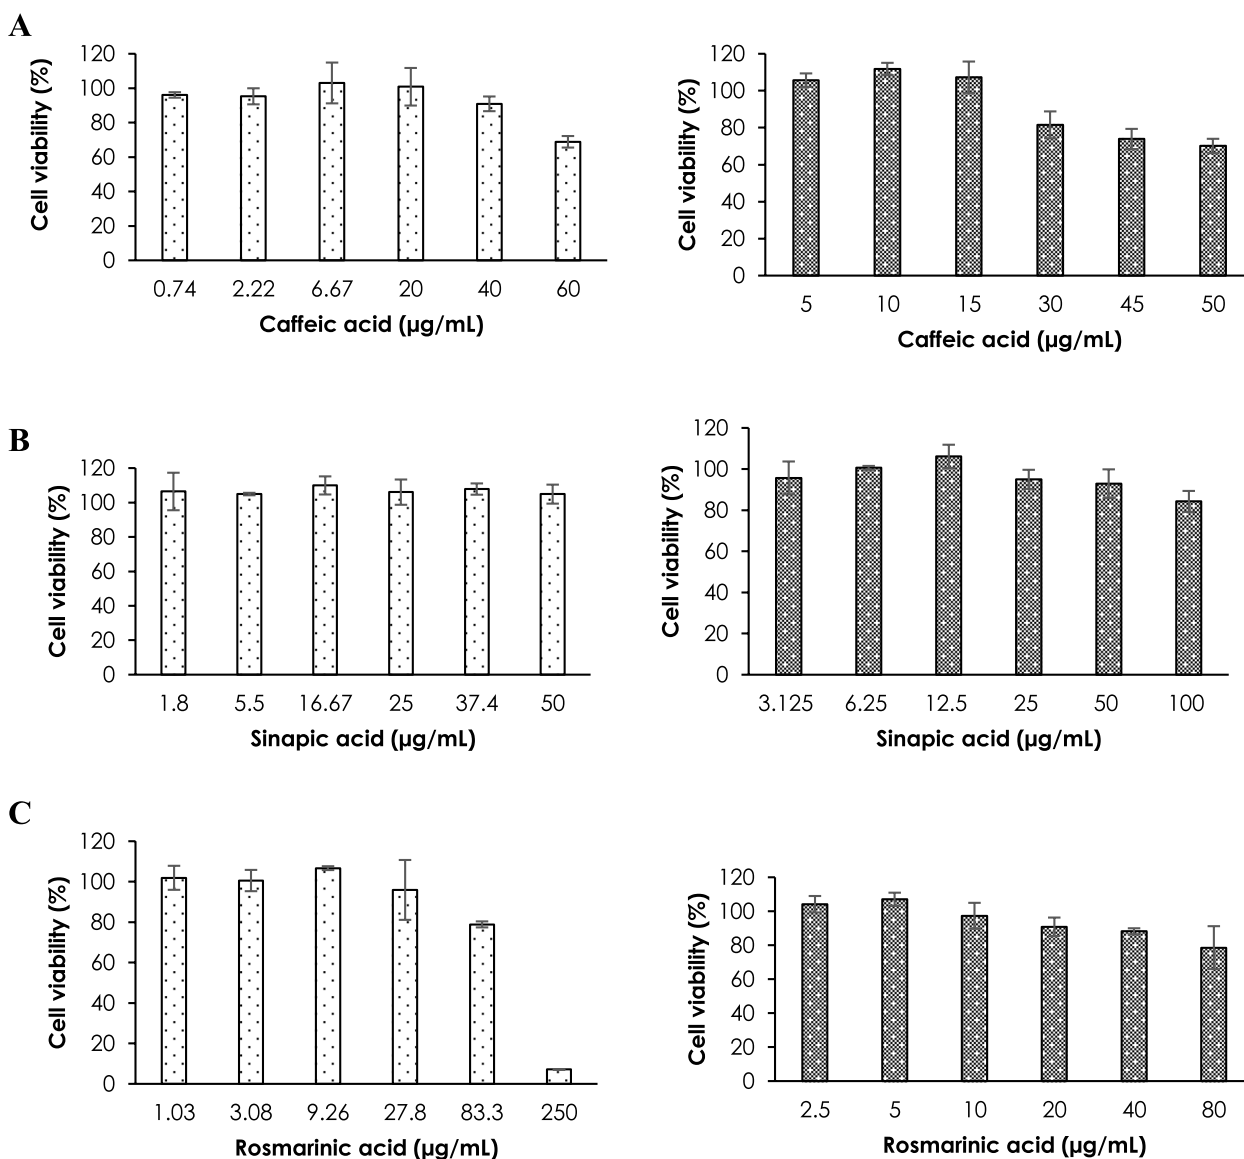 A
Cell viability (%)
120
100
80
60
40
20
0
0.74 2.22 6.67 20 40 60
Caffeic acid (µg/mL)
Cell viability (%)
120
100
80
60
40
20
0
5 10 15 30 45 50
Caffeic acid (µg/mL)
B
Cell viability (%)
120
100
80
60
40
20
0
1.8 5.5 16.67 25 37.4 50
Sinapic acid (µg/mL)
Cell viability (%)
120
100
80
60
40
20
0
3.125 6.25 12.5 25 50 100
Sinapic acid (µg/mL)
C
Cell viability (%)
120
100
80
60
40
20
0
1.03 3.08 9.26 27.8 83.3 250
Rosmarinic acid (µg/mL)
Cell viability (%)
120
100
80
60
40
20
0
2.5 5 10 20 40 80
Rosmarinic acid (µg/mL)